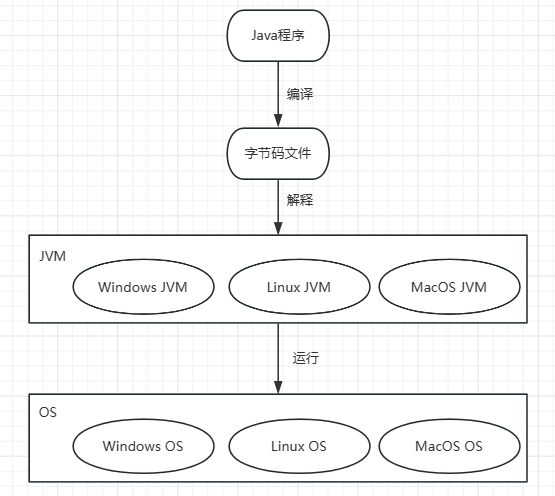 Java程序
编译
字节码文件
解释
JVM
Windows JVM
Linux JVM
MacOS JVM
运行
OS
Windows OS
Linux OS
MacOS OS